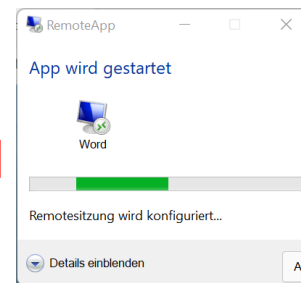 RemoteApp
App wird gestartet
Word
Remotesitzung wird konfiguriert...
Details einblenden
A